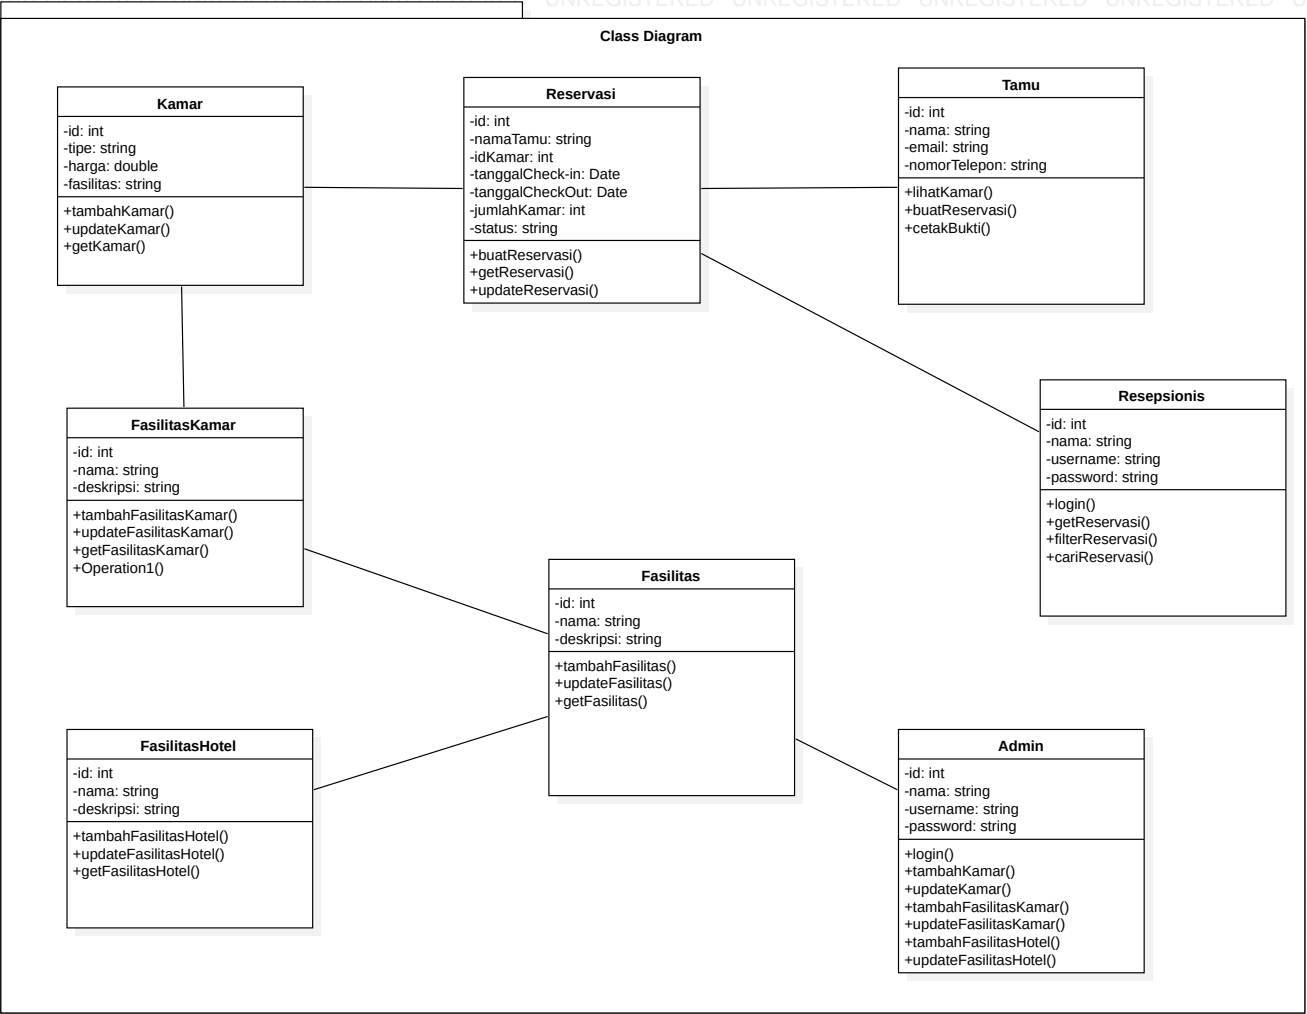 UNREGISTERED UNREGISTERED UNREGISTERED UNREGISTERED
Class Diagram
Kamar
-id: int
-tipe: string
-harga: double
-fasilitas: string
+tambahKamar()
+updateKamar()
+getKamar()
Reservasi
-id: int
-namaTamu: string
-idKamar: int
-tanggalCheck-in: Date
-tanggalCheckOut: Date
-jumlahKamar: int
-status: string
+buatReservasi()
+getReservasi()
+updateReservasi()
Tamu
-id: int
-nama: string
-email: string
-nomorTelepon: string
+lihatKamar()
+buatReservasi()
+cetakBukti()
Resepsionis
-id: int
-nama: string
-username: string
-password: string
+login()
+getReservasi()
+filterReservasi()
+cariReservasi()
FasilitasKamar
-id: int
-nama: string
-deskripsi: string
+tambahFasilitasKamar()
+updateFasilitasKamar()
+getFasilitasKamar()
+Operation1()
Fasilitas
-id: int
-nama: string
-deskripsi: string
+tambahFasilitas()
+updateFasilitas()
+getFasilitas()
FasilitasHotel
-id: int
-nama: string
-deskripsi: string
+tambahFasilitasHotel()
+updateFasilitasHotel()
+getFasilitasHotel()
Admin
-id: int
-nama: string
-username: string
-password: string
+login()
+tambahKamar()
+updateKamar()
+tambahFasilitasKamar()
+updateFasilitasKamar()
+tambahFasilitasHotel()
+updateFasilitasHotel()